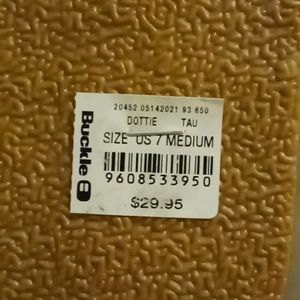 20452 05142021 93 650
DOTTIE TAU
SIZE US 7 MEDIUM
9608533950
$29.95
Buckle B